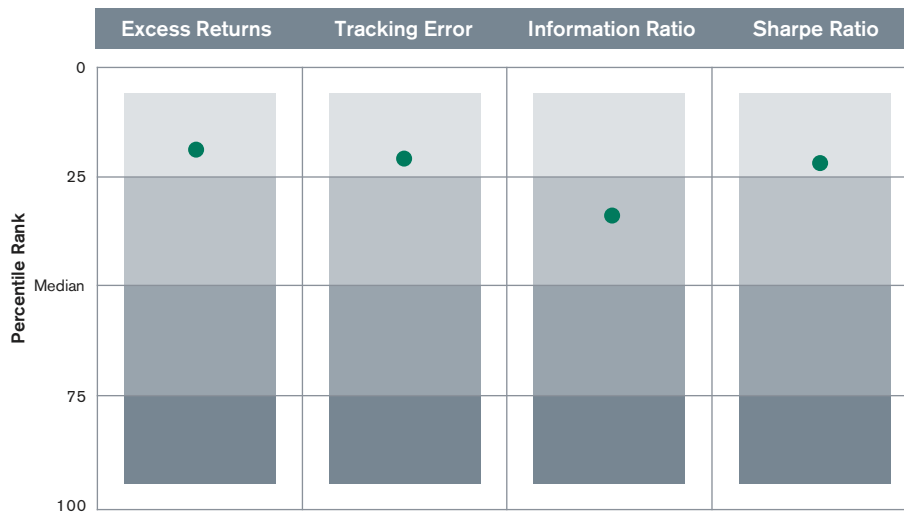 Excess Returns
Tracking Error
Information Ratio
Sharpe Ratio
Percentile Rank
0
25
Median
75
100